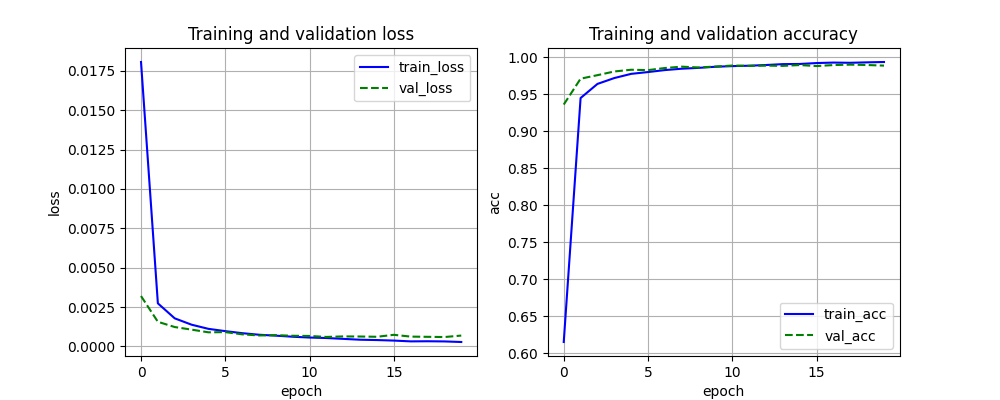 Training and validation loss
train_loss
val_loss
loss
0.0175
0.0150
0.0125
0.0100
0.0075
0.0050
0.0025
0.0000
0 5 10 15
epoch
Training and validation accuracy
train_acc
val_acc
acc
1.00
0.95
0.90
0.85
0.80
0.75
0.70
0.65
0.60
0 5 10 15
epoch